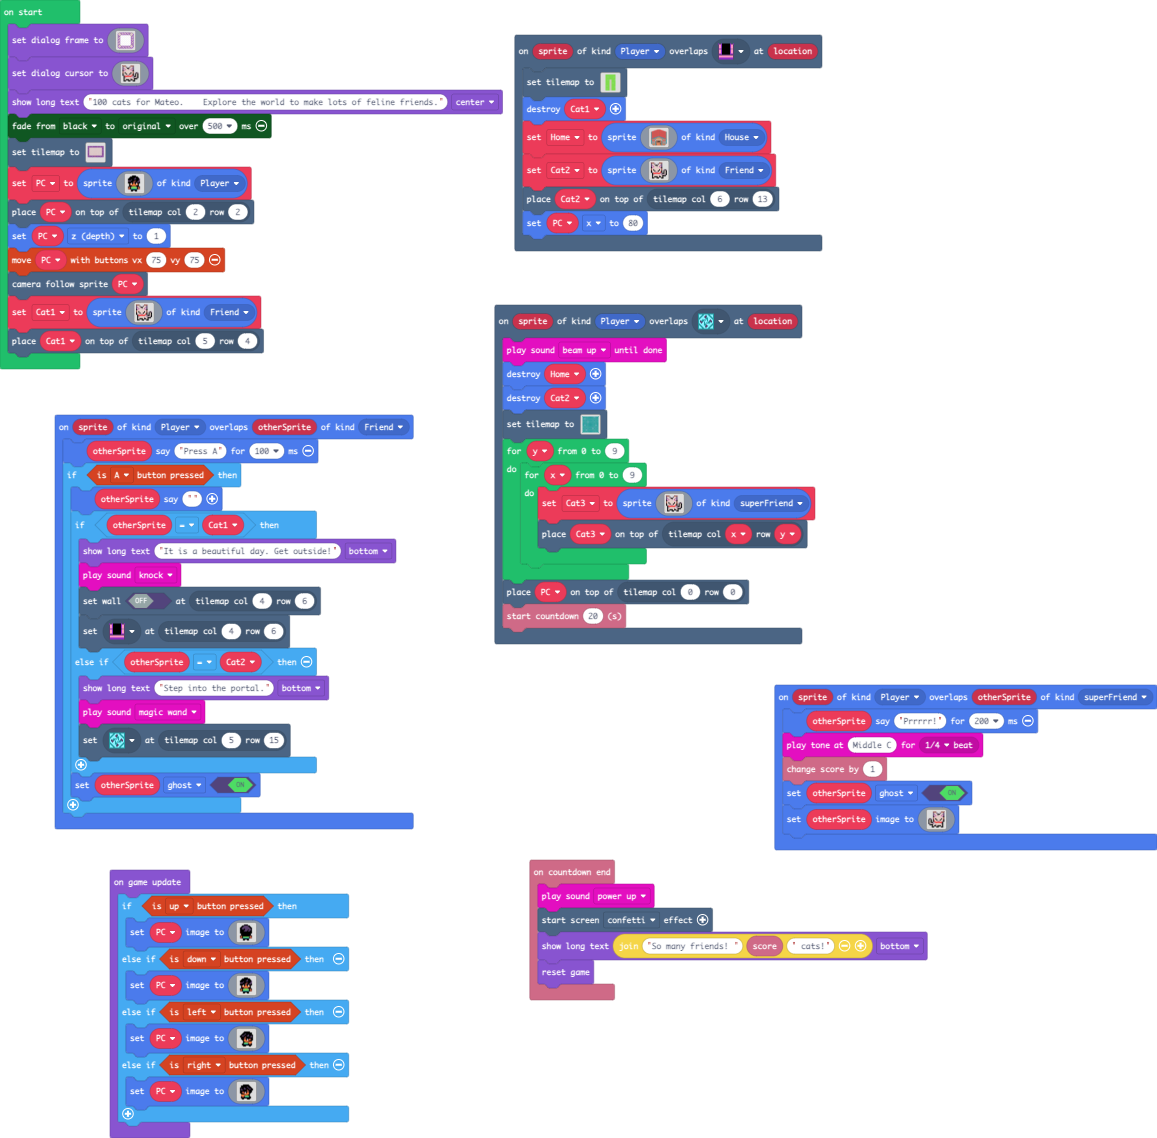 on start
set dialog frame to
set dialog cursor to
show long text "100 cats for Mateo. Explore the world to make lots of feline friends." center
fade from black to original over 500 ms
set tilemap to
set PC to sprite of kind Player
place PC on top of tilemap col 2 row 2
set PC z (depth) to 1
move PC with buttons vx 75 vy 75
camera follow sprite PC
set Cat1 to sprite of kind Friend
place Cat1 on top of tilemap col 5 row 4
on sprite of kind Player overlaps at location
set tilemap to
destroy Cat1
set Home to sprite of kind House
set Cat2 to sprite of kind Friend
place Cat2 on top of tilemap col 6 row 13
set PC x to 80
on sprite of kind Player overlaps at location
play sound beam up until done
destroy Home
destroy Cat2
set tilemap to
for y from 0 to 9
do for x from 0 to 9
do set Cat3 to sprite of kind superFriend
place Cat3 on top of tilemap col x row y
place PC on top of tilemap col 0 row 0
start countdown 20 (s)
on sprite of kind Player overlaps otherSprite of kind Friend
otherSprite say "Press A" for 100 ms
if is A button pressed then
otherSprite say " "
if otherSprite = Cat1 then
show long text "It is a beautiful day. Get outside!" bottom
play sound knock
set wall OFF at tilemap col 4 row 6
set at tilemap col 4 row 6
else if otherSprite = Cat2 then
show long text "Step into the portal." bottom
play sound magic wand
set at tilemap col 5 row 15
set otherSprite ghost ON
on sprite of kind Player overlaps otherSprite of kind superFriend
otherSprite say "Prrrrr!" for 200 ms
play tone at Middle C for 1/4 beat
change score by 1
set otherSprite ghost ON
set otherSprite image to
on game update
if is up button pressed then
set PC image to
else if is down button pressed then
set PC image to
else if is left button pressed then
set PC image to
else if is right button pressed then
set PC image to
on countdown end
play sound power up
start screen confetti effect
show long text join "So many friends! " score " cats!" bottom
reset game